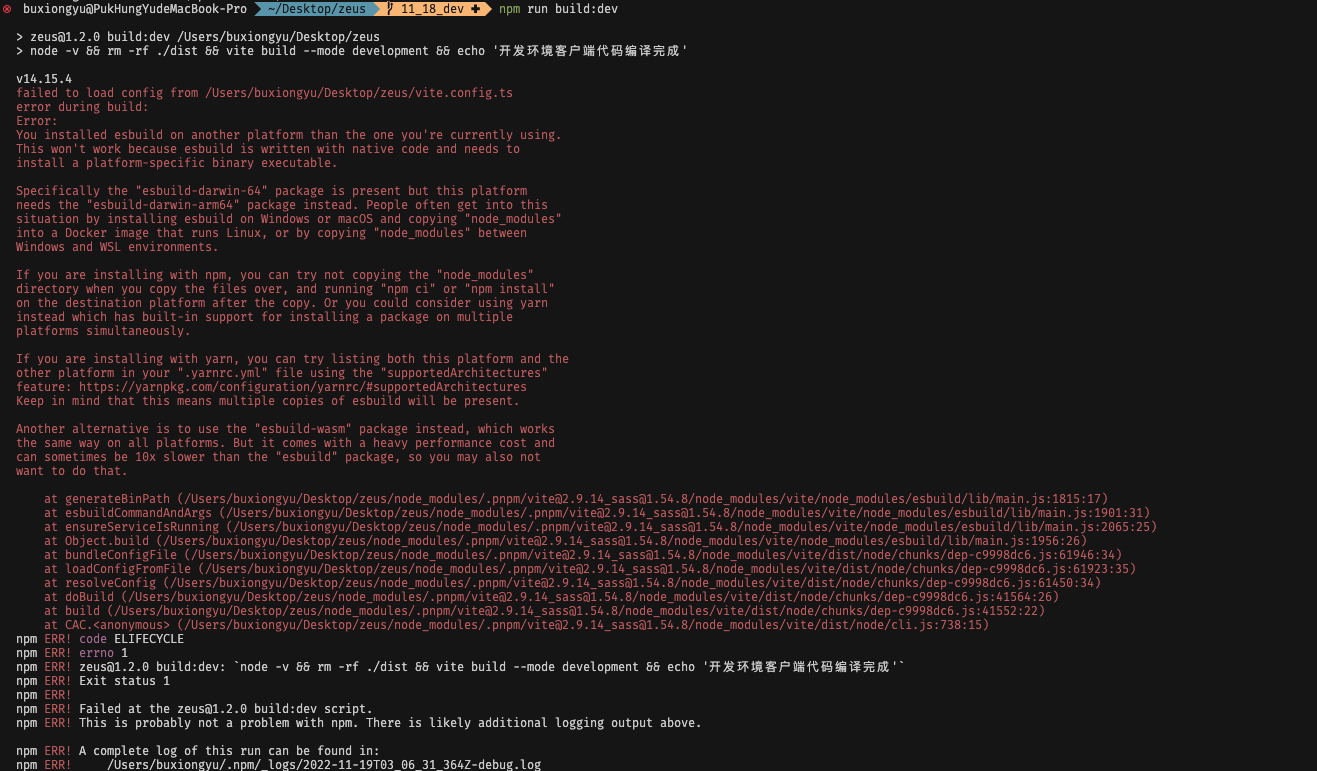 buxiongyu@PukHungYudeMacBook-Pro ~/Desktop/zeus 11_18_dev + npm run build:dev
> zeus@1.2.0 build:dev /Users/buxiongyu/Desktop/zeus
> node -v && rm -rf ./dist && vite build --mode development && echo '开发环境客户端代码编译完成'
v14.15.4
failed to load config from /Users/buxiongyu/Desktop/zeus/vite.config.ts
error during build:
Error:
You installed esbuild on another platform than the one you're currently using.
This won't work because esbuild is written with native code and needs to
install a platform-specific binary executable.
Specifically the "esbuild-darwin-64" package is present but this platform
needs the "esbuild-darwin-arm64" package instead. People often get into this
situation by installing esbuild on Windows or macOS and copying "node_modules"
into a Docker image that runs Linux, or by copying "node_modules" between
Windows and WSL environments.
If you are installing with npm, you can try not copying the "node_modules"
directory when you copy the files over, and running "npm ci" or "npm install"
on the destination platform after the copy. Or you could consider using yarn
instead which has built-in support for installing a package on multiple
platforms simultaneously.
If you are installing with yarn, you can try listing both this platform and the
other platform in your ".yarnrc.yml" file using the "supportedArchitectures"
feature: https://yarnpkg.com/configuration/yarnrc/#supportedArchitectures
Keep in mind that this means multiple copies of esbuild will be present.
Another alternative is to use the "esbuild-wasm" package instead, which works
the same way on all platforms. But it comes with a heavy performance cost and
can sometimes be 10x slower than the "esbuild" package, so you may also not
want to do that.
at generateBinPath (/Users/buxiongyu/Desktop/zeus/node_modules/.pnpm/vite@2.9.14_sass@1.54.8/node_modules/vite/node_modules/esbuild/lib/main.js:1815:17)
at esbuildCommandAndArgs (/Users/buxiongyu/Desktop/zeus/node_modules/.pnpm/vite@2.9.14_sass@1.54.8/node_modules/vite/node_modules/esbuild/lib/main.js:1901:31)
at ensureServiceIsRunning (/Users/buxiongyu/Desktop/zeus/node_modules/.pnpm/vite@2.9.14_sass@1.54.8/node_modules/vite/node_modules/esbuild/lib/main.js:2065:25)
at Object.build (/Users/buxiongyu/Desktop/zeus/node_modules/.pnpm/vite@2.9.14_sass@1.54.8/node_modules/vite/node_modules/esbuild/lib/main.js:1956:26)
at bundleConfigFile (/Users/buxiongyu/Desktop/zeus/node_modules/.pnpm/vite@2.9.14_sass@1.54.8/node_modules/vite/dist/node/chunks/dep-c9998dc6.js:61946:34)
at loadConfigFromFile (/Users/buxiongyu/Desktop/zeus/node_modules/.pnpm/vite@2.9.14_sass@1.54.8/node_modules/vite/dist/node/chunks/dep-c9998dc6.js:61923:35)
at resolveConfig (/Users/buxiongyu/Desktop/zeus/node_modules/.pnpm/vite@2.9.14_sass@1.54.8/node_modules/vite/dist/node/chunks/dep-c9998dc6.js:61450:34)
at doBuild (/Users/buxiongyu/Desktop/zeus/node_modules/.pnpm/vite@2.9.14_sass@1.54.8/node_modules/vite/dist/node/chunks/dep-c9998dc6.js:41564:26)
at build (/Users/buxiongyu/Desktop/zeus/node_modules/.pnpm/vite@2.9.14_sass@1.54.8/node_modules/vite/dist/node/chunks/dep-c9998dc6.js:41552:22)
at CAC.<anonymous> (/Users/buxiongyu/Desktop/zeus/node_modules/.pnpm/vite@2.9.14_sass@1.54.8/node_modules/vite/dist/node/cli.js:738:15)
npm ERR! code ELIFECYCLE
npm ERR! errno 1
npm ERR! zeus@1.2.0 build:dev: `node -v && rm -rf ./dist && vite build --mode development && echo '开发环境客户端代码编译完成'`
npm ERR! Exit status 1
npm ERR!
npm ERR! Failed at the zeus@1.2.0 build:dev script.
npm ERR! This is probably not a problem with npm. There is likely additional logging output above.
npm ERR! A complete log of this run can be found in:
npm ERR! /Users/buxiongyu/.npm/_logs/2022-11-19T03_06_31_364Z-debug.log